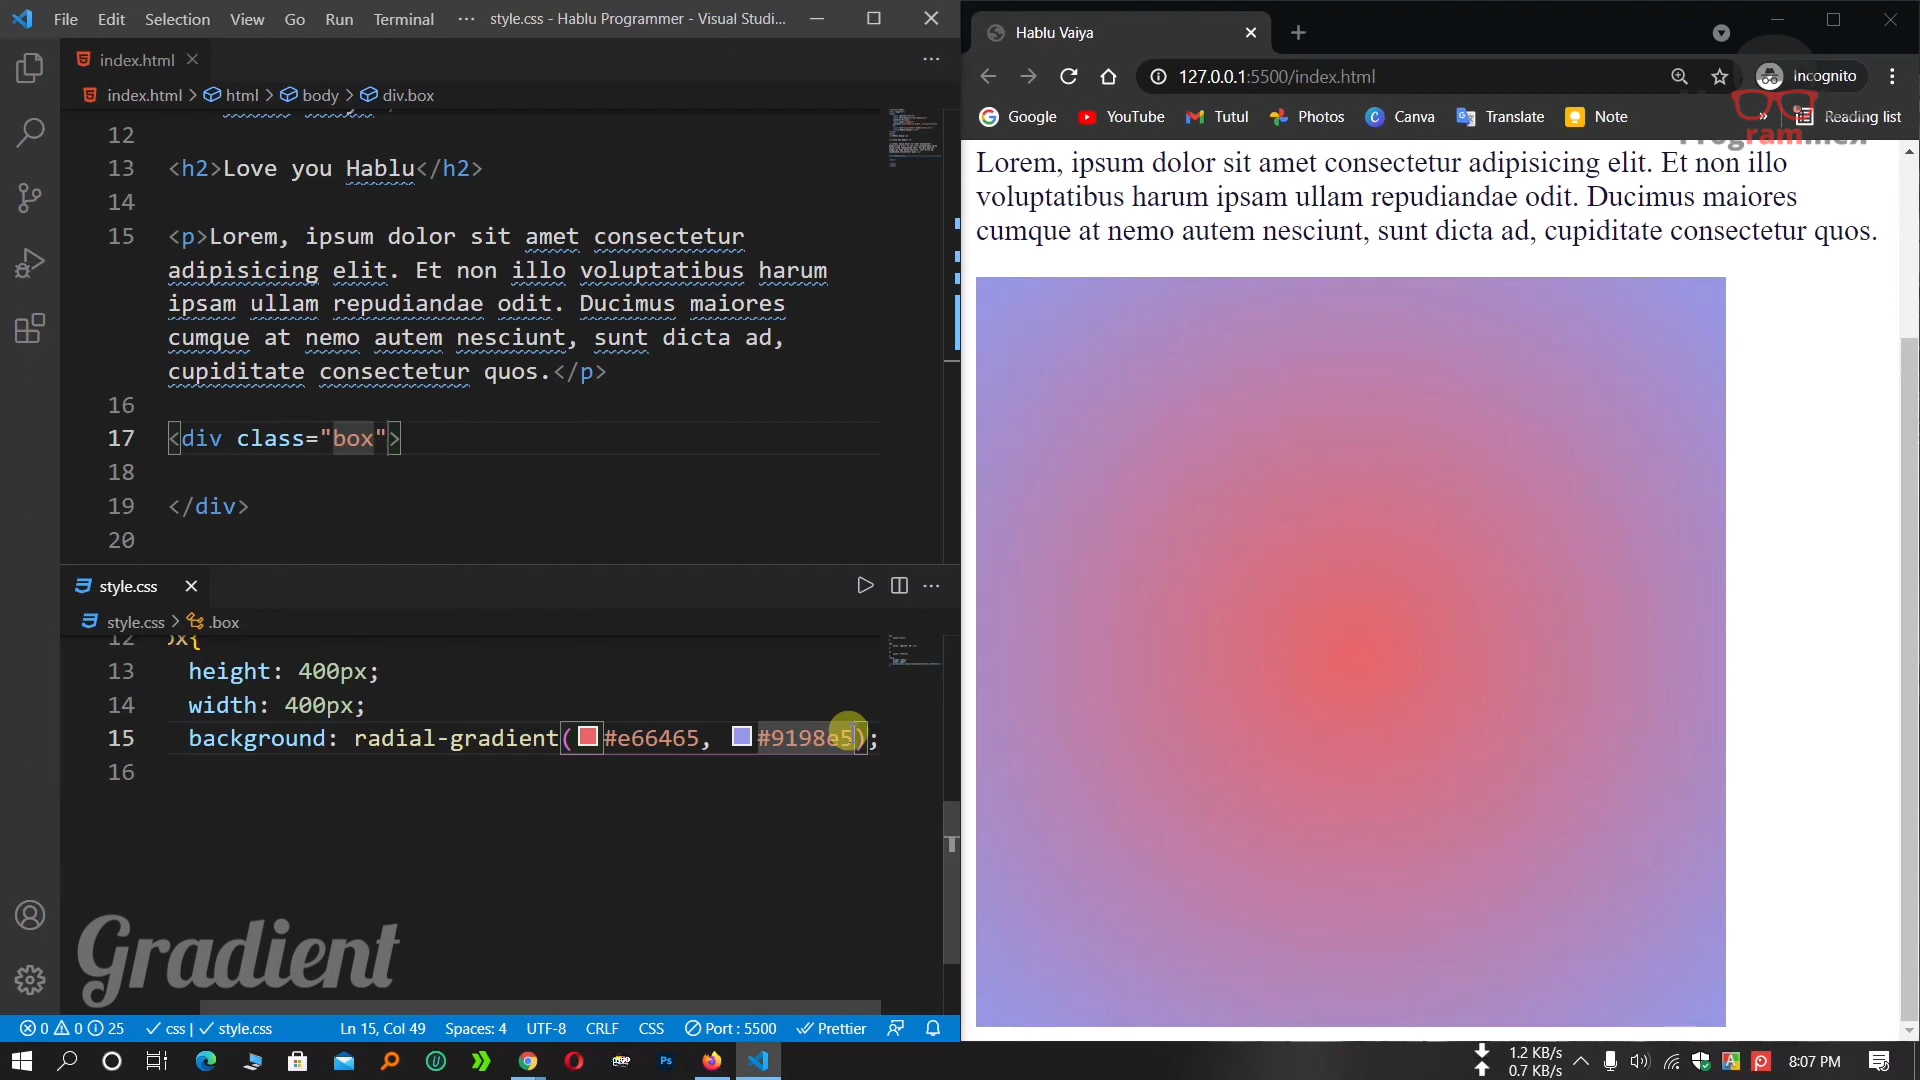 File Edit Selection View Go Run Terminal ··· style.css - Hablu Programmer - Visual Studi...
index.html
index.html > html > body > div.box
12
13 <h2>Love you Hablu</h2>
14
15 <p>Lorem, ipsum dolor sit amet consectetur
adipisicing elit. Et non illo voluptatibus harum
ipsam ullam repudiandae odit. Ducimus maiores
cumque at nemo autem nesciunt, sunt dicta ad,
cupiditate consectetur quos.</p>
16
17 <div class="box">
18
19 </div>
20
style.css
style.css > .box
12 ox{
13 height: 400px;
14 width: 400px;
15 background: radial-gradient(#e66465, #9198e5);
16
Gradient
0 0 25 css | style.css Ln 15, Col 49 Spaces: 4 UTF-8 CRLF CSS Port : 5500 Prettier
Hablu Vaiya
127.0.0.1:5500/index.html Incognito
Google YouTube Tutul Photos Canva Translate Note » Reading list
Lorem, ipsum dolor sit amet consectetur adipisicing elit. Et non illo
voluptatibus harum ipsam ullam repudiandae odit. Ducimus maiores
cumque at nemo autem nesciunt, sunt dicta ad, cupiditate consectetur quos.
Ps
1.2 KB/s
0.7 KB/s
8:07 PM